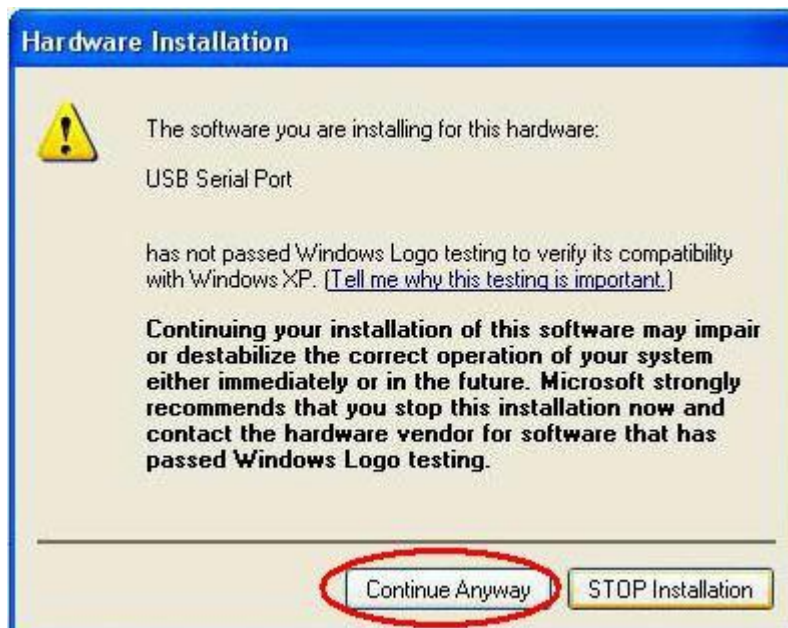 Hardware Installation
The software you are installing for this hardware:
USB Serial Port
has not passed Windows Logo testing to verify its compatibility
with Windows XP. (Tell me why this testing is important.)
Continuing your installation of this software may impair
or destabilize the correct operation of your system
either immediately or in the future. Microsoft strongly
recommends that you stop this installation now and
contact the hardware vendor for software that has
passed Windows Logo testing.
Continue Anyway
STOP Installation